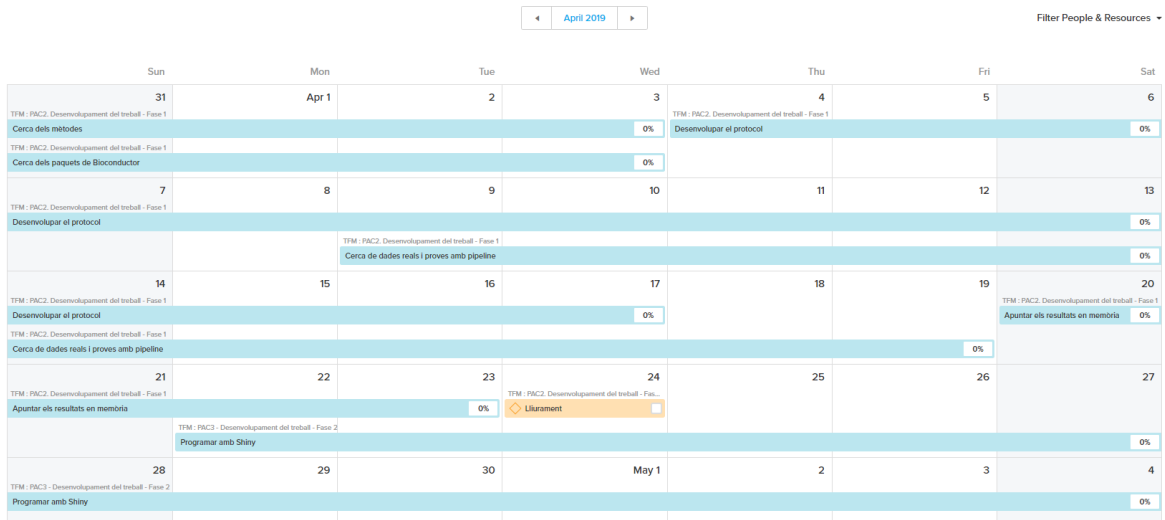 April 2019
Filter People & Resources
Sun Mon Tue Wed Thu Fri Sat
31 Apr 1 2 3 4 5 6
TFM : PAC2. Desenvolupament del treball - Fase 1 TFM : PAC2. Desenvolupament del treball - Fase 1
Cerca dels mètodes 0% Desenvolupar el protocol 0%
TFM : PAC2. Desenvolupament del treball - Fase 1
Cerca dels paquets de Bioconductor 0%
7 8 9 10 11 12 13
TFM : PAC2. Desenvolupament del treball - Fase 1
Desenvolupar el protocol 0%
TFM : PAC2. Desenvolupament del treball - Fase 1
Cerca de dades reals i proves amb pipeline 0%
14 15 16 17 18 19 20
TFM : PAC2. Desenvolupament del treball - Fase 1 TFM : PAC2. Desenvolupament del treball - Fase 1
Desenvolupar el protocol 0% Apuntar els resultats en memòria 0%
TFM : PAC2. Desenvolupament del treball - Fase 1
Cerca de dades reals i proves amb pipeline 0%
21 22 23 24 25 26 27
TFM : PAC2. Desenvolupament del treball - Fase 1 TFM : PAC2. Desenvolupament del treball - Fas...
Apuntar els resultats en memòria 0% Lliurament
TFM : PAC3 - Desenvolupament del treball - Fase 2
Programar amb Shiny 0%
28 29 30 May 1 2 3 4
TFM : PAC3 - Desenvolupament del treball - Fase 2
Programar amb Shiny 0%